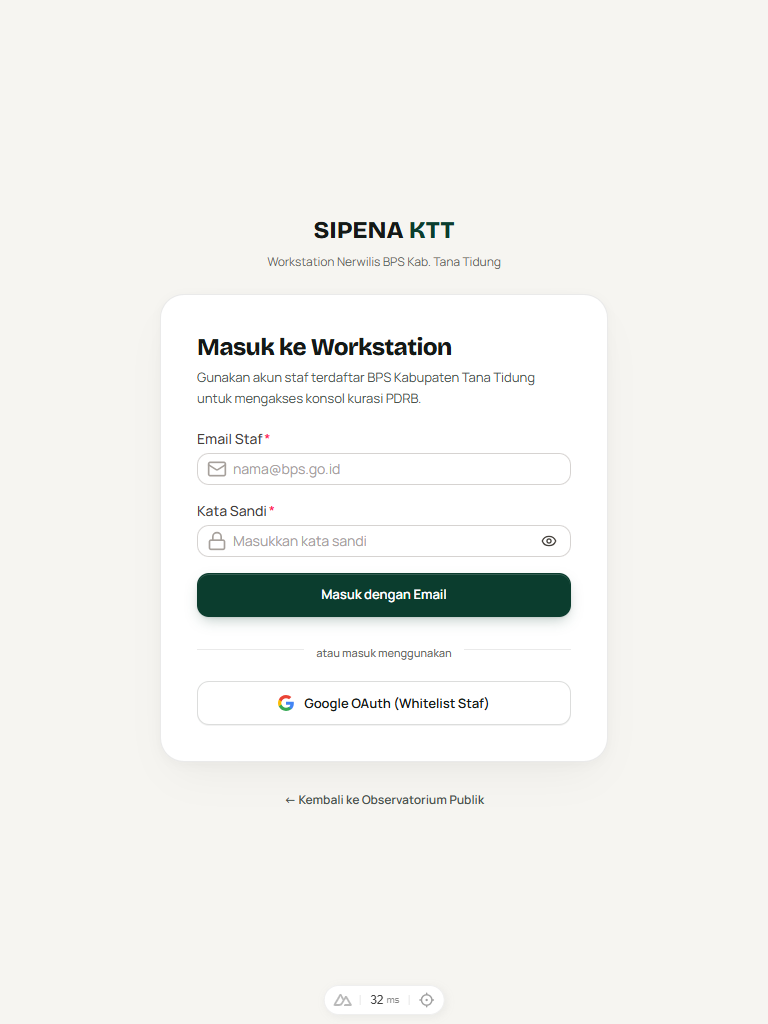 SIPENA KTT
Workstation Nerwilis BPS Kab. Tana Tidung
Masuk ke Workstation
Gunakan akun staf terdaftar BPS Kabupaten Tana Tidung
untuk mengakses konsol kurasi PDRB.
Email Staf *
nama@bps.go.id
Kata Sandi *
Masukkan kata sandi
Masuk dengan Email
atau masuk menggunakan
Google OAuth (Whitelist Staf)
← Kembali ke Observatorium Publik
32 ms